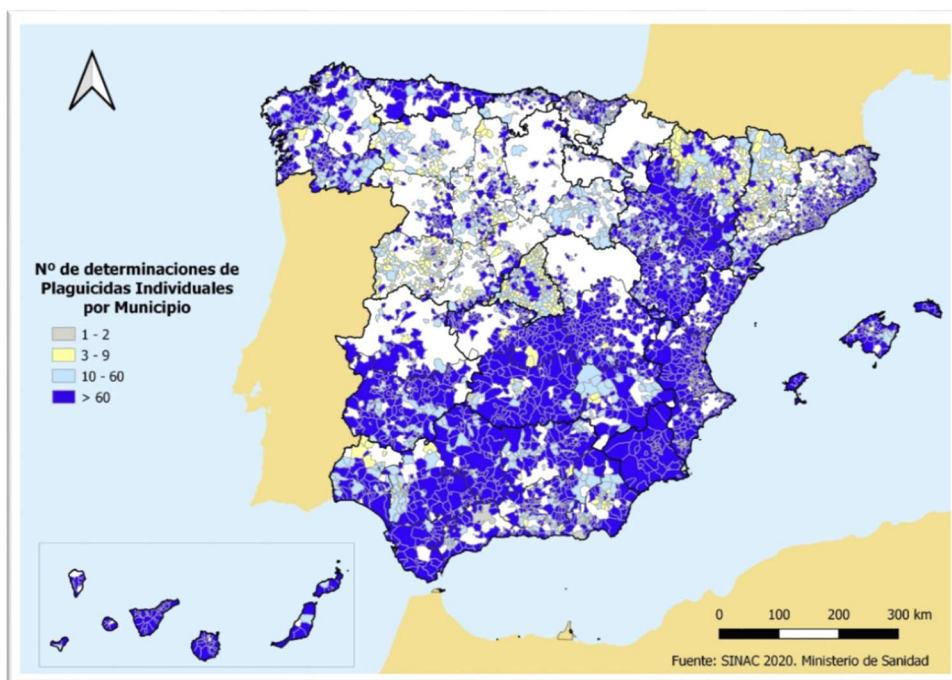 Nº de determinaciones de
Plaguicidas Individuales
por Municipio
1 - 2
3 - 9
10 - 60
> 60
0 100 200 300 km
Fuente: SINAC 2020. Ministerio de Sanidad